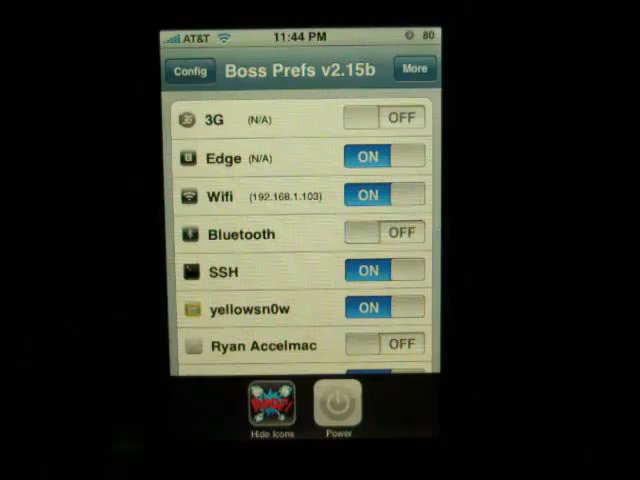 AT&T 11:44 PM 80
Config Boss Prefs v2.15b More
3G (N/A) OFF
Edge (N/A) ON
Wifi (192.168.1.103) ON
Bluetooth OFF
SSH ON
yellowsn0w ON
Ryan Accelmac OFF
Hide Icons Power